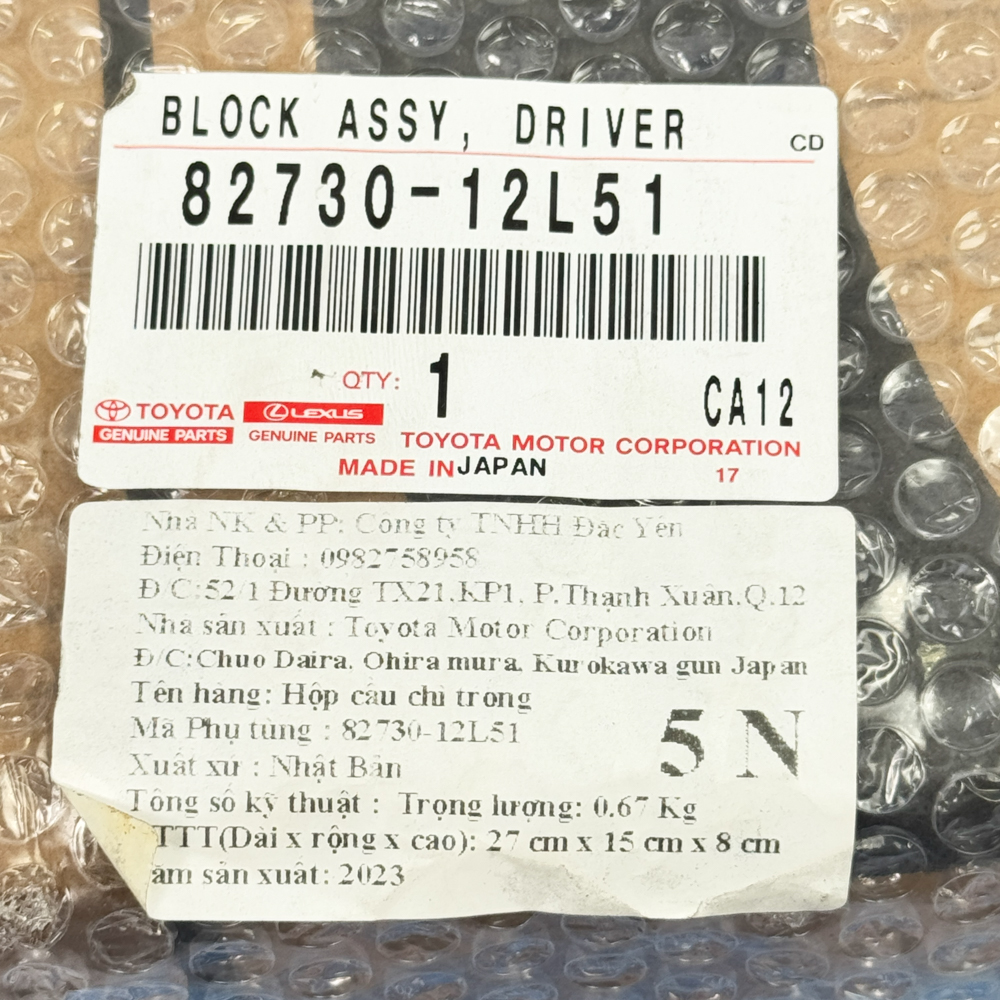 BLOCK ASSY, DRIVER
CD
82730-12L51
QTY: 1
CA12
TOYOTA
LEXUS
GENUINE PARTS
GENUINE PARTS
TOYOTA MOTOR CORPORATION
MADE IN JAPAN
17
Nhà NK & PP: Công ty TNHH Đắc Yến
Điện Thoại : 0982758958
Đ/C:52/1 Đường TX21.KP1. P.Thạnh Xuân.Q.12
Nhà sản xuất : Toyota Motor Corporation
Đ/C:Chuo Daira. Ohira mura. Kurokawa gun Japan
Tên hàng: Hộp cầu chì trong
Mã Phụ tùng : 82730-12L51
5 N
Xuất xứ : Nhật Bản
Tông số kỹ thuật : Trọng lượng: 0.67 Kg
TTT(Dài x rộng x cao): 27 cm x 15 cm x 8 cm
ăm sản xuất: 2023